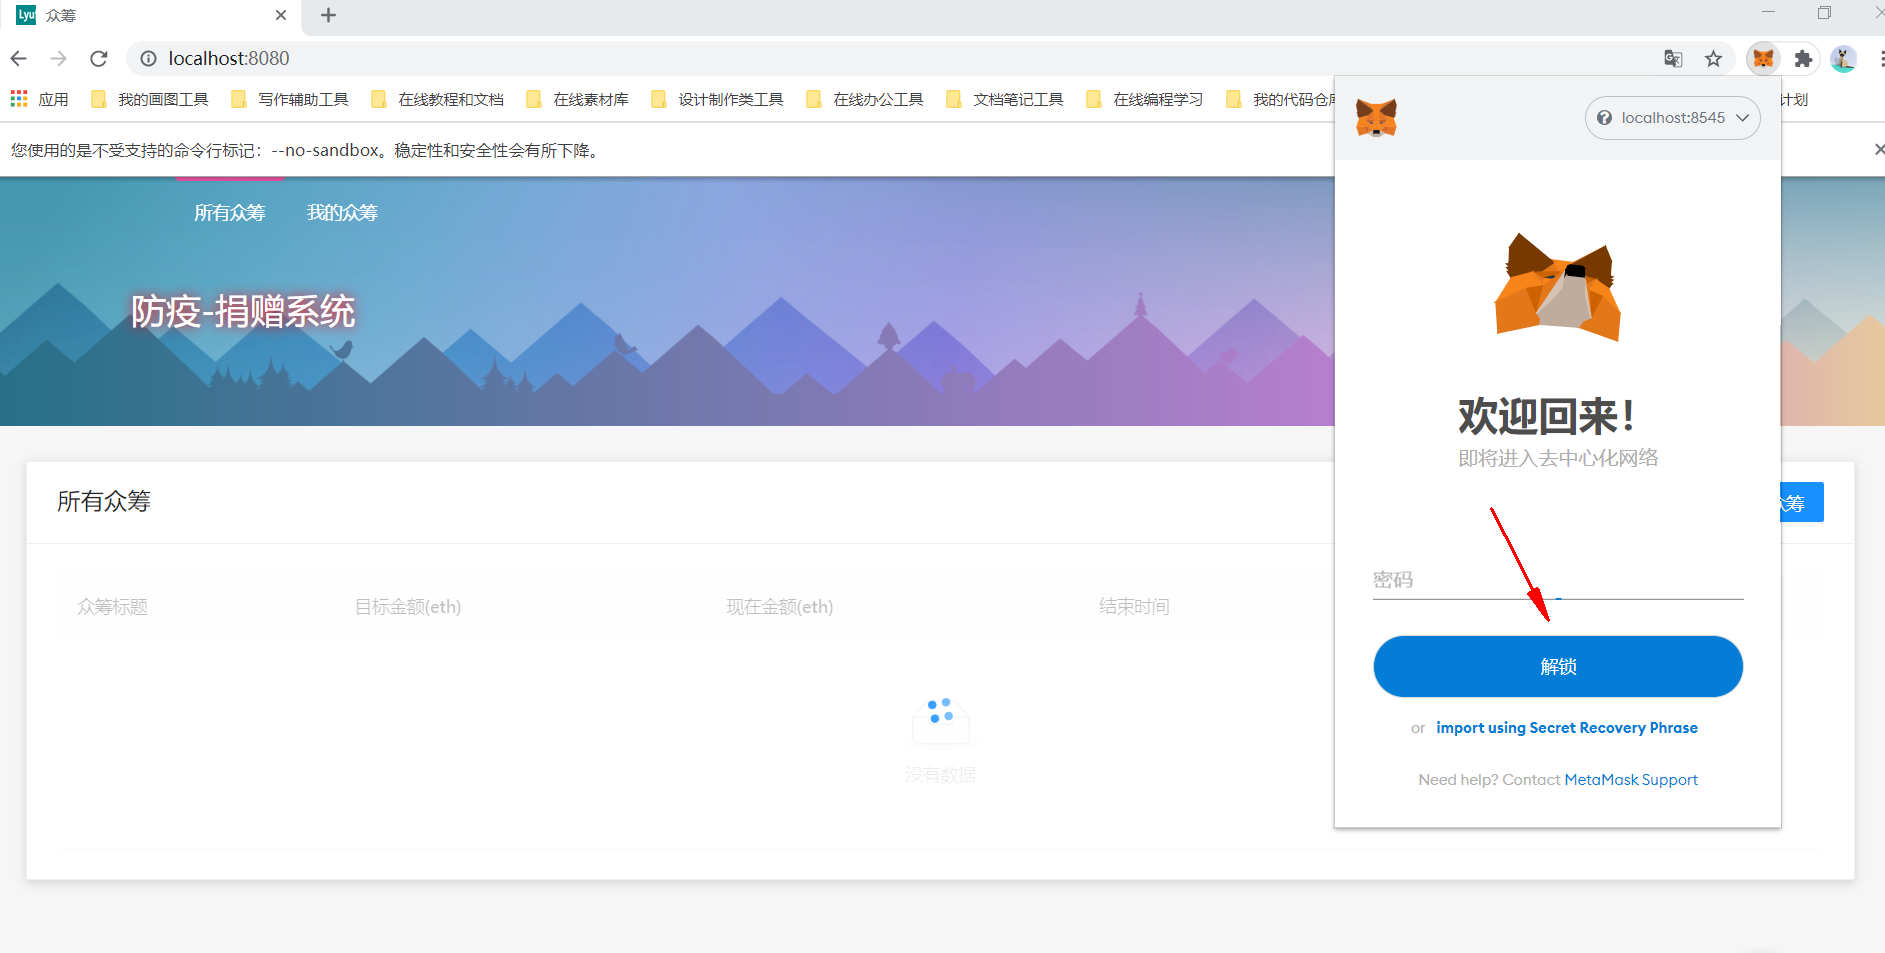 Lyu
众筹
localhost:8080
应用
我的画图工具
写作辅助工具
在线教程和文档
在线素材库
设计制作类工具
在线办公工具
文档笔记工具
在线编程学习
我的代码仓库
计划
您使用的是不受支持的命令行标记：--no-sandbox。稳定性和安全性会有所下降。
localhost:8545
所有众筹
我的众筹
防疫-捐赠系统
欢迎回来！
即将进入去中心化网络
所有众筹
众筹
密码
众筹标题
目标金额(eth)
现在金额(eth)
结束时间
解锁
or import using Secret Recovery Phrase
没有数据
Need help? Contact MetaMask Support